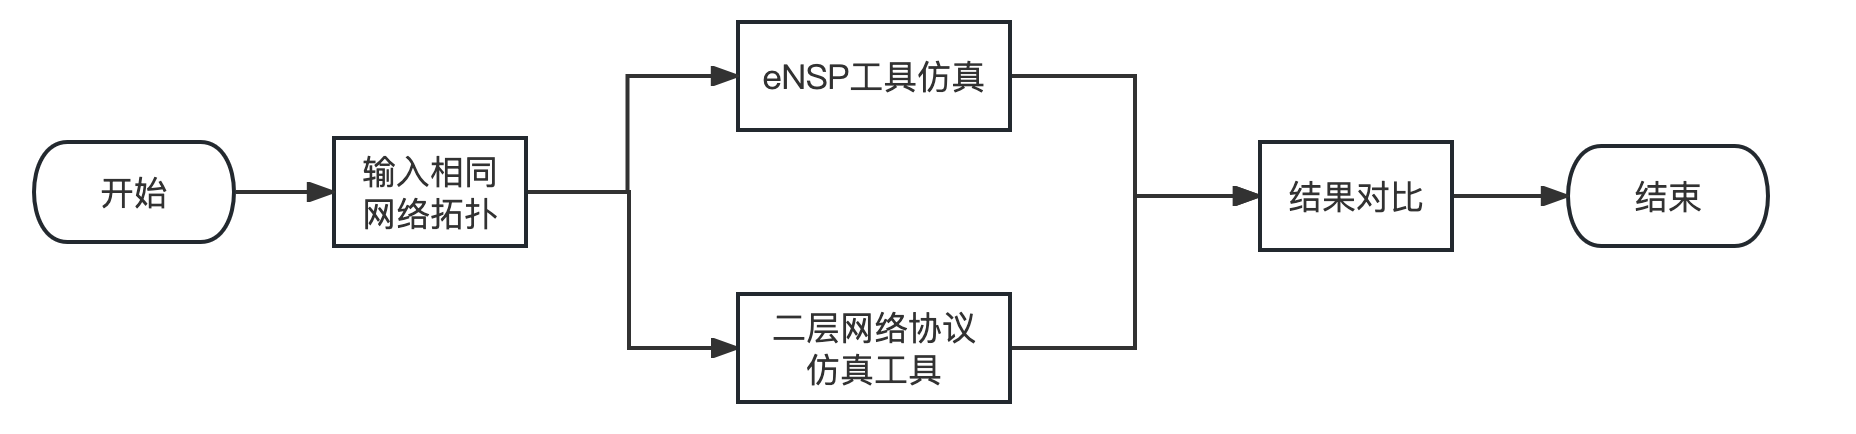 开始
输入相同
网络拓扑
eNSP工具仿真
二层网络协议
仿真工具
结果对比
结束